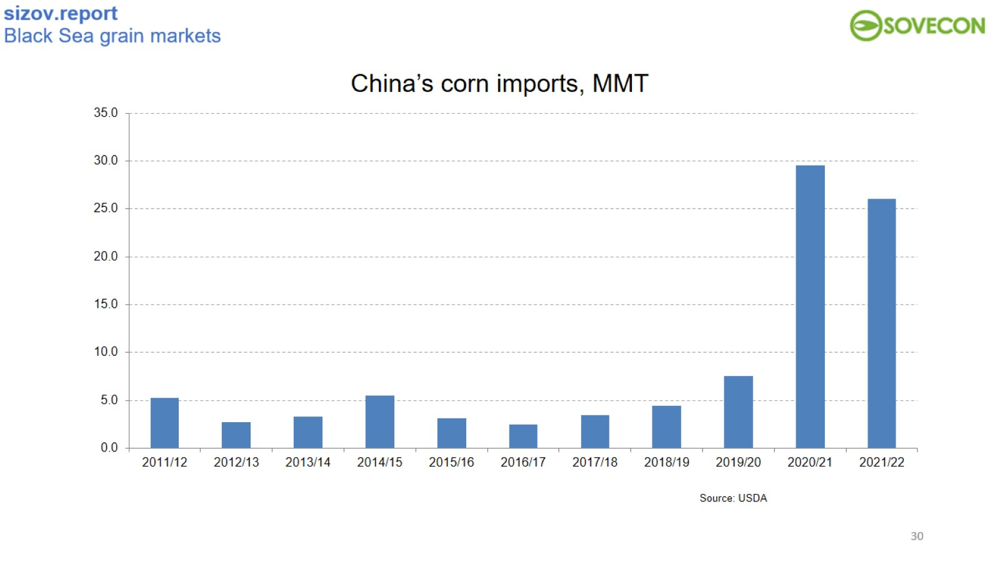 sizov.report
Black Sea grain markets
SOVECON
China’s corn imports, MMT
35.0
30.0
25.0
20.0
15.0
10.0
5.0
0.0
2011/12 2012/13 2013/14 2014/15 2015/16 2016/17 2017/18 2018/19 2019/20 2020/21 2021/22
Source: USDA
30